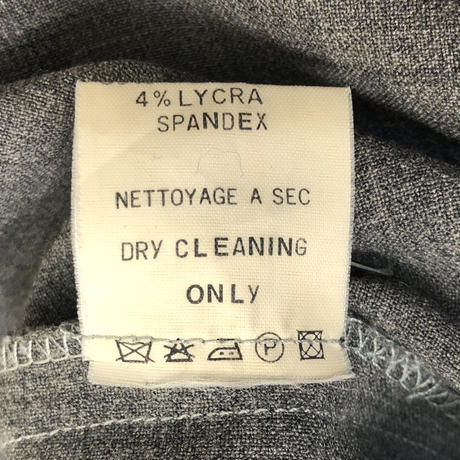 4% LYCRA
SPANDEX
NETTOYAGE A SEC
DRY CLEANING
ONLY
P